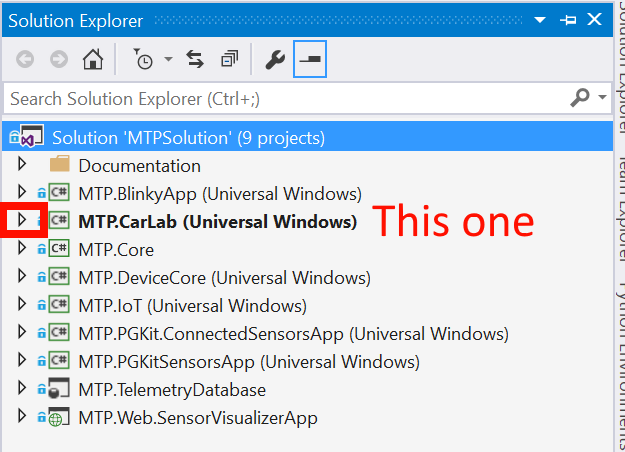 Solution Explorer
Search Solution Explorer (Ctrl+;)
Solution 'MTPSolution' (9 projects)
Documentation
C# MTP.BlinkyApp (Universal Windows)
C# MTP.CarLab (Universal Windows) This one
C# MTP.Core
C# MTP.DeviceCore (Universal Windows)
C# MTP.IoT (Universal Windows)
C# MTP.PGKit.ConnectedSensorsApp (Universal Windows)
C# MTP.PGKitSensorsApp (Universal Windows)
MTP.TelemetryDatabase
MTP.Web.SensorVisualizerApp
Solution Explorer
Team Explorer
Python Environments